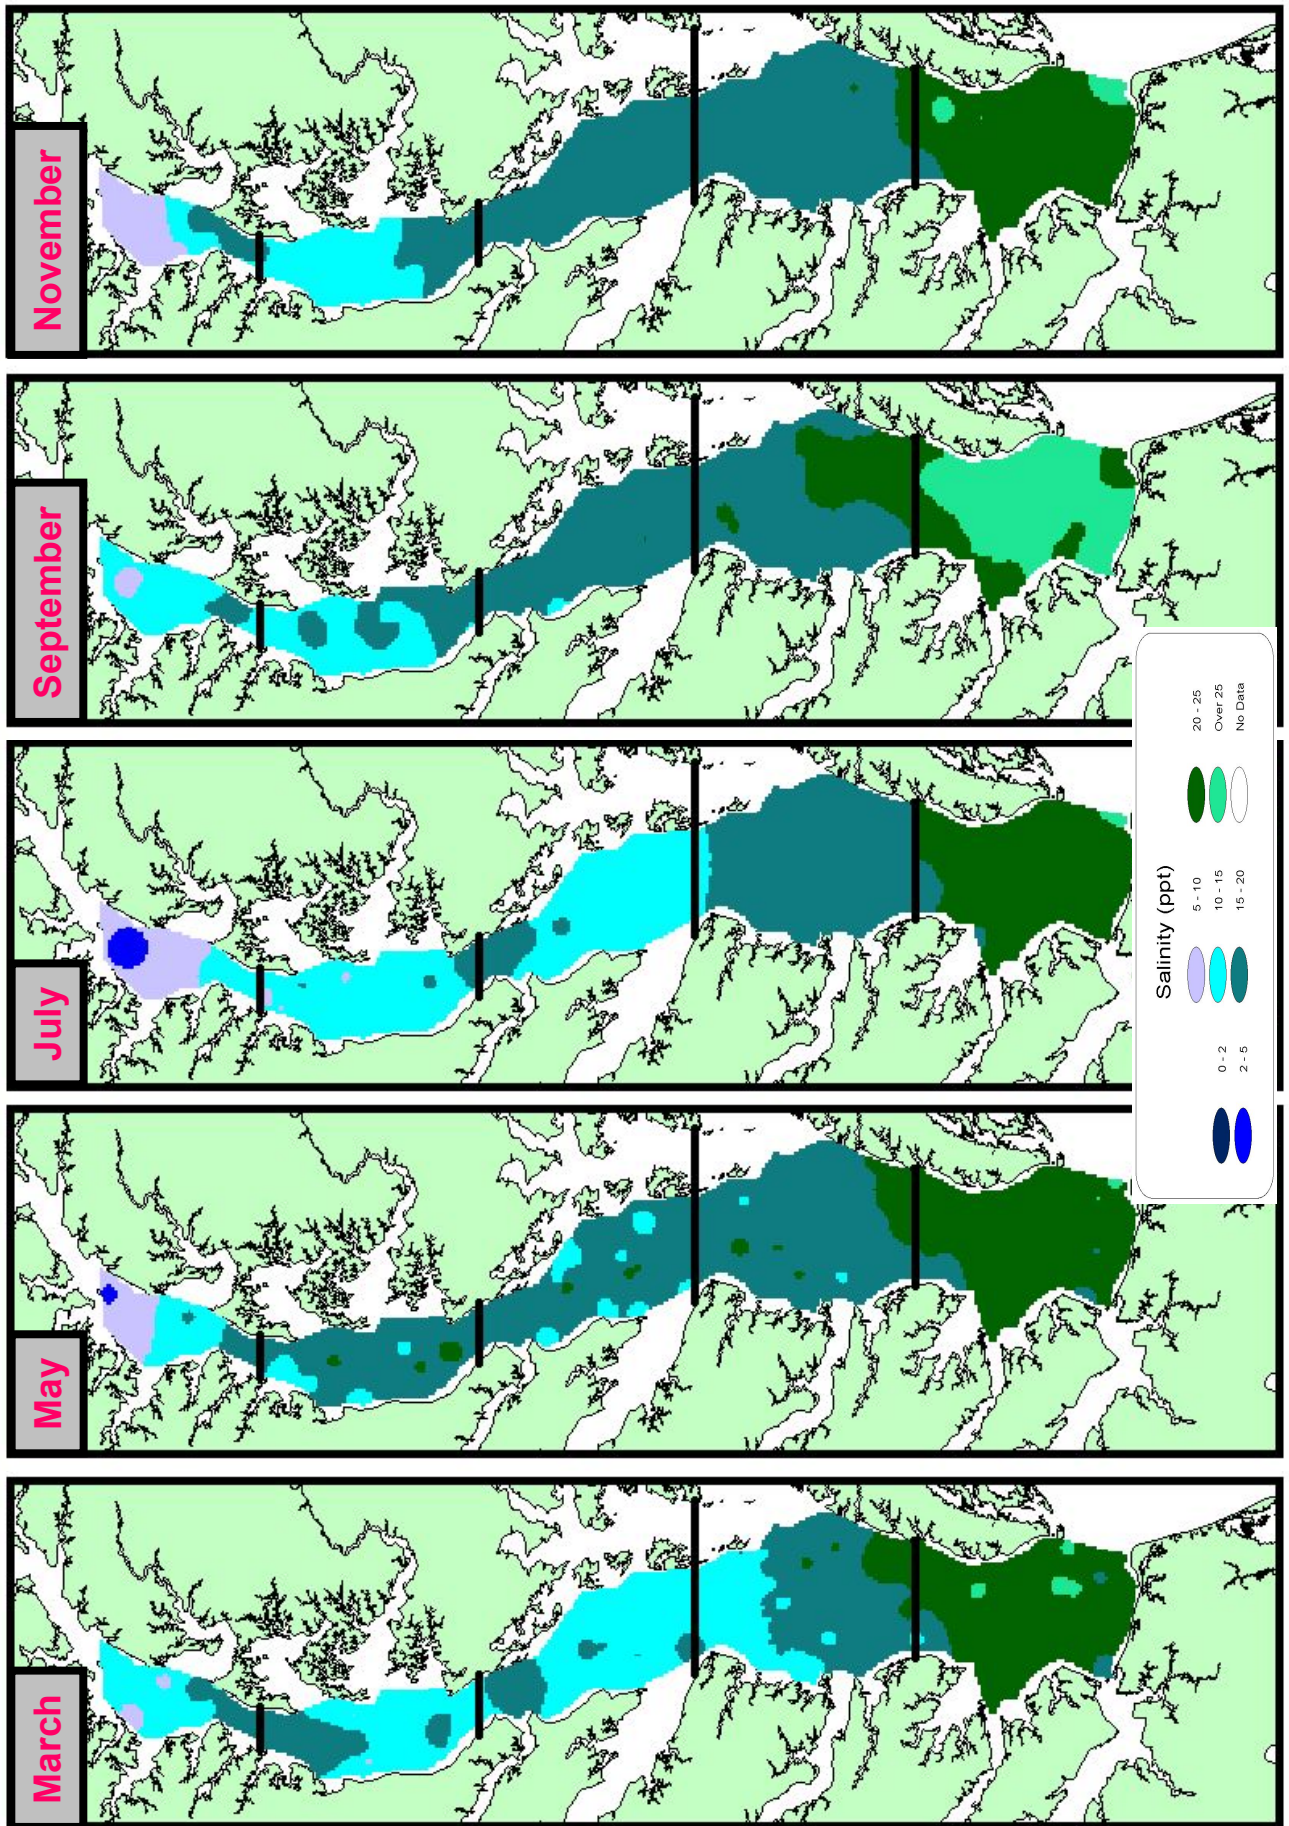 March
May
July
September
November
Salinity (ppt)
0 - 2
2 - 5
5 - 10
10 - 15
15 - 20
20 - 25
Over 25
No Data